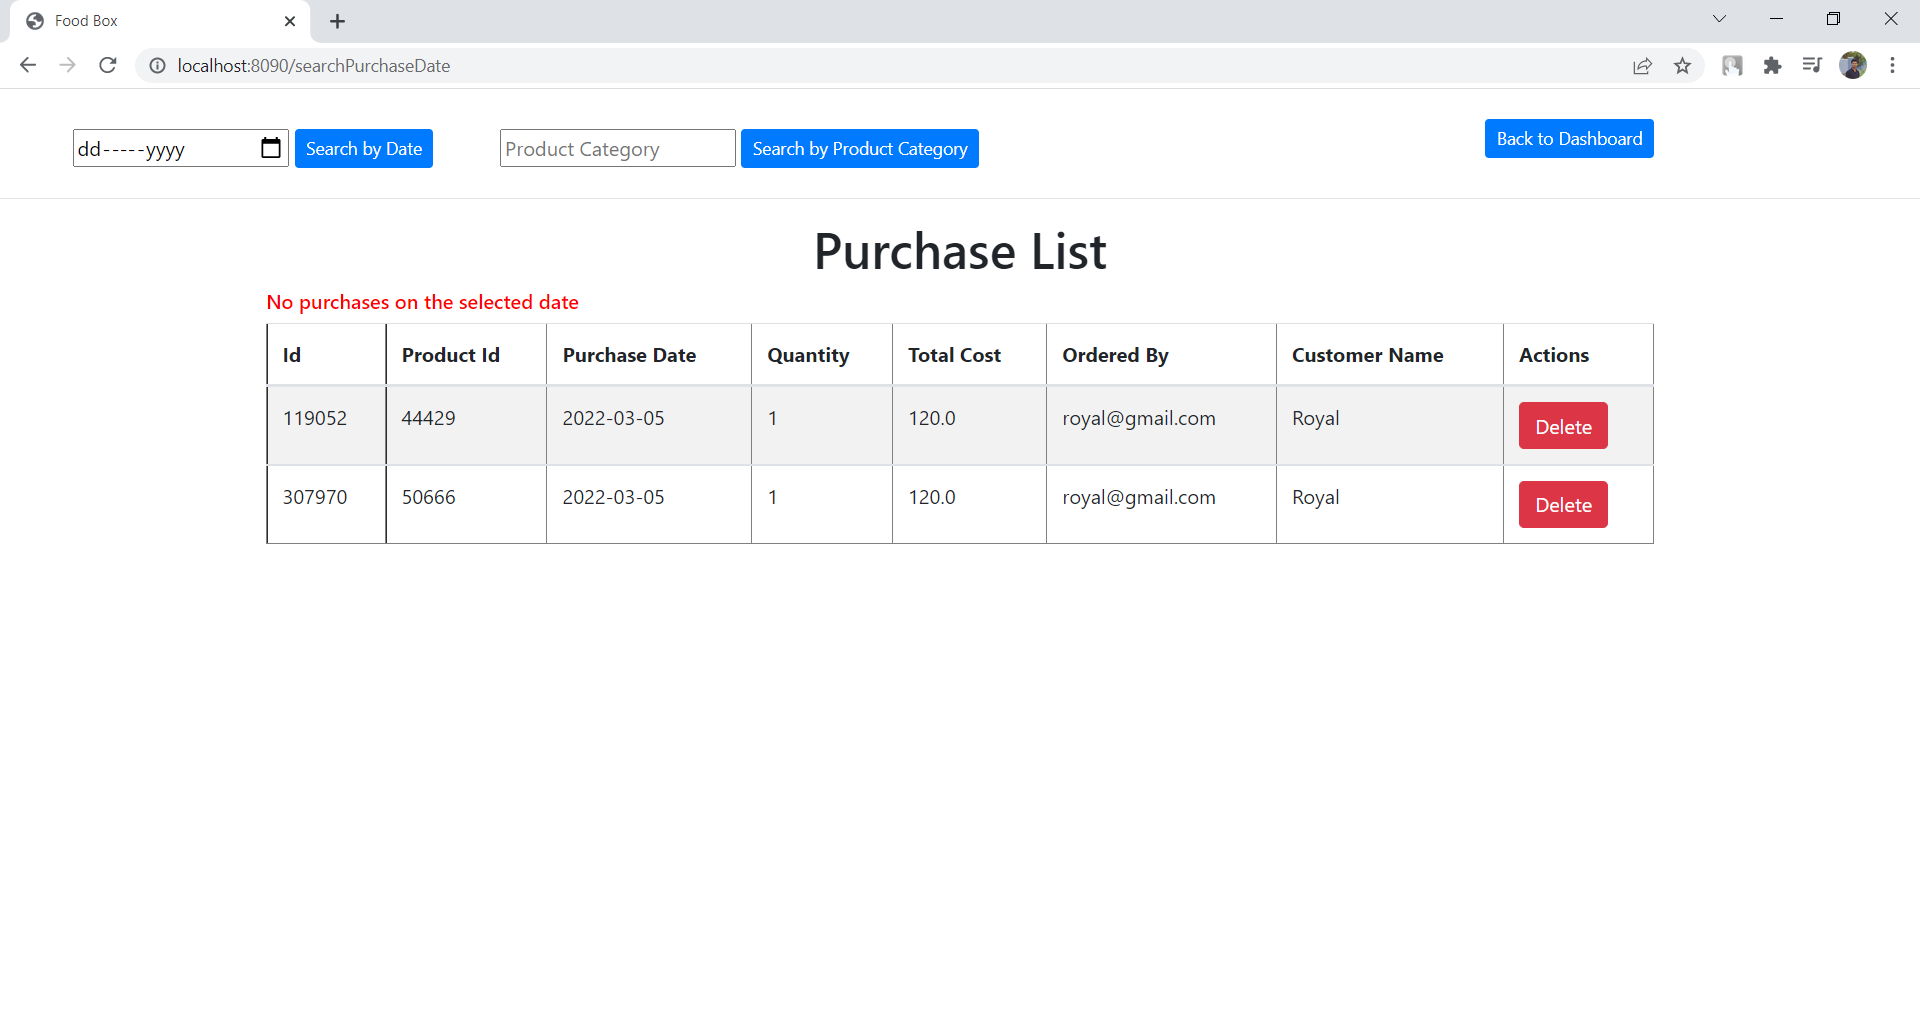 Food Box
localhost:8090/searchPurchaseDate
dd-----yyyy Search by Date Product Category Search by Product Category Back to Dashboard
Purchase List
No purchases on the selected date
Id Product Id Purchase Date Quantity Total Cost Ordered By Customer Name Actions
119052 44429 2022-03-05 1 120.0 royal@gmail.com Royal Delete
307970 50666 2022-03-05 1 120.0 royal@gmail.com Royal Delete